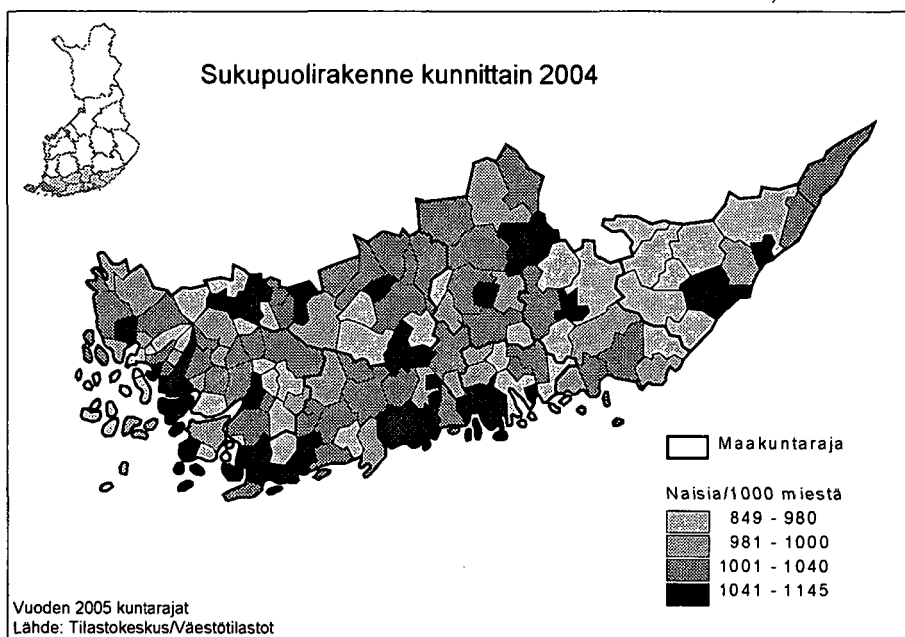 Sukupuolirakenne kunnittain 2004
Maakuntaraja
Naisia/1000 miestä
849 - 980
981 - 1000
1001 - 1040
1041 - 1145
Vuoden 2005 kuntarajat
Lähde: Tilastokeskus/Väestötilastot